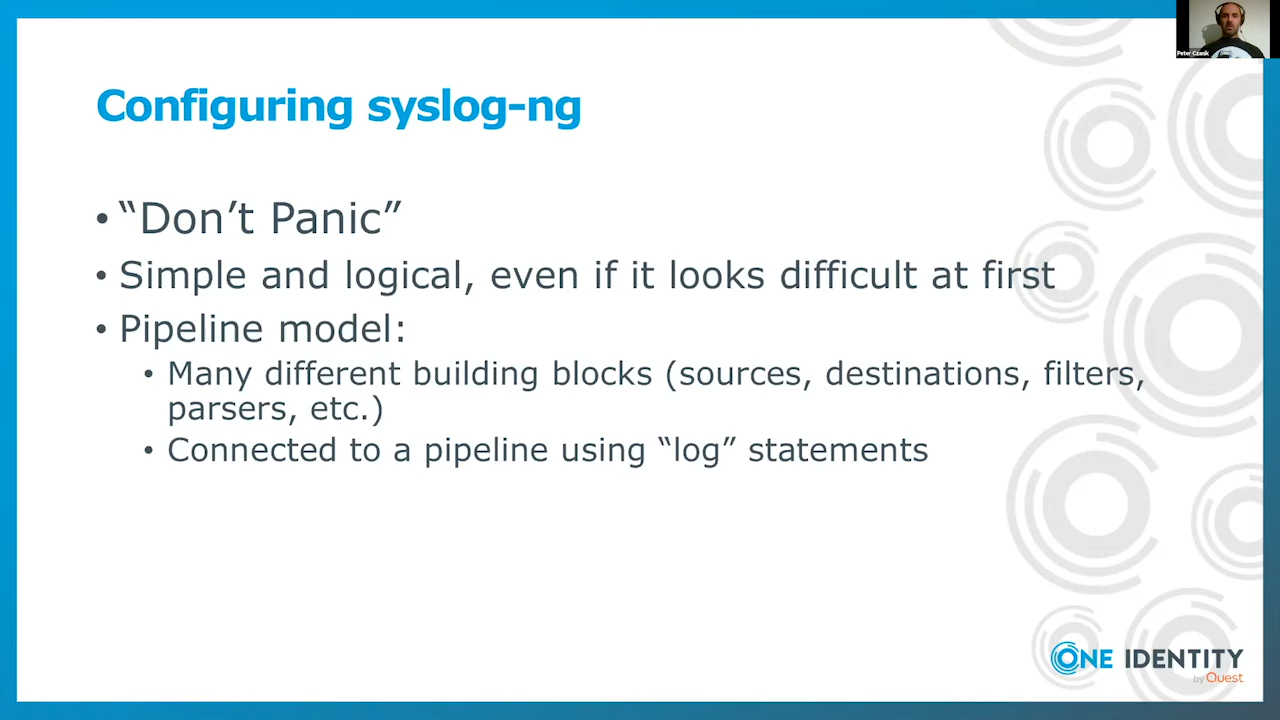 Peter Czanik
Configuring syslog-ng
• “Don’t Panic”
• Simple and logical, even if it looks difficult at first
• Pipeline model:
• Many different building blocks (sources, destinations, filters,
parsers, etc.)
• Connected to a pipeline using “log” statements
ONE IDENTITY
by Quest